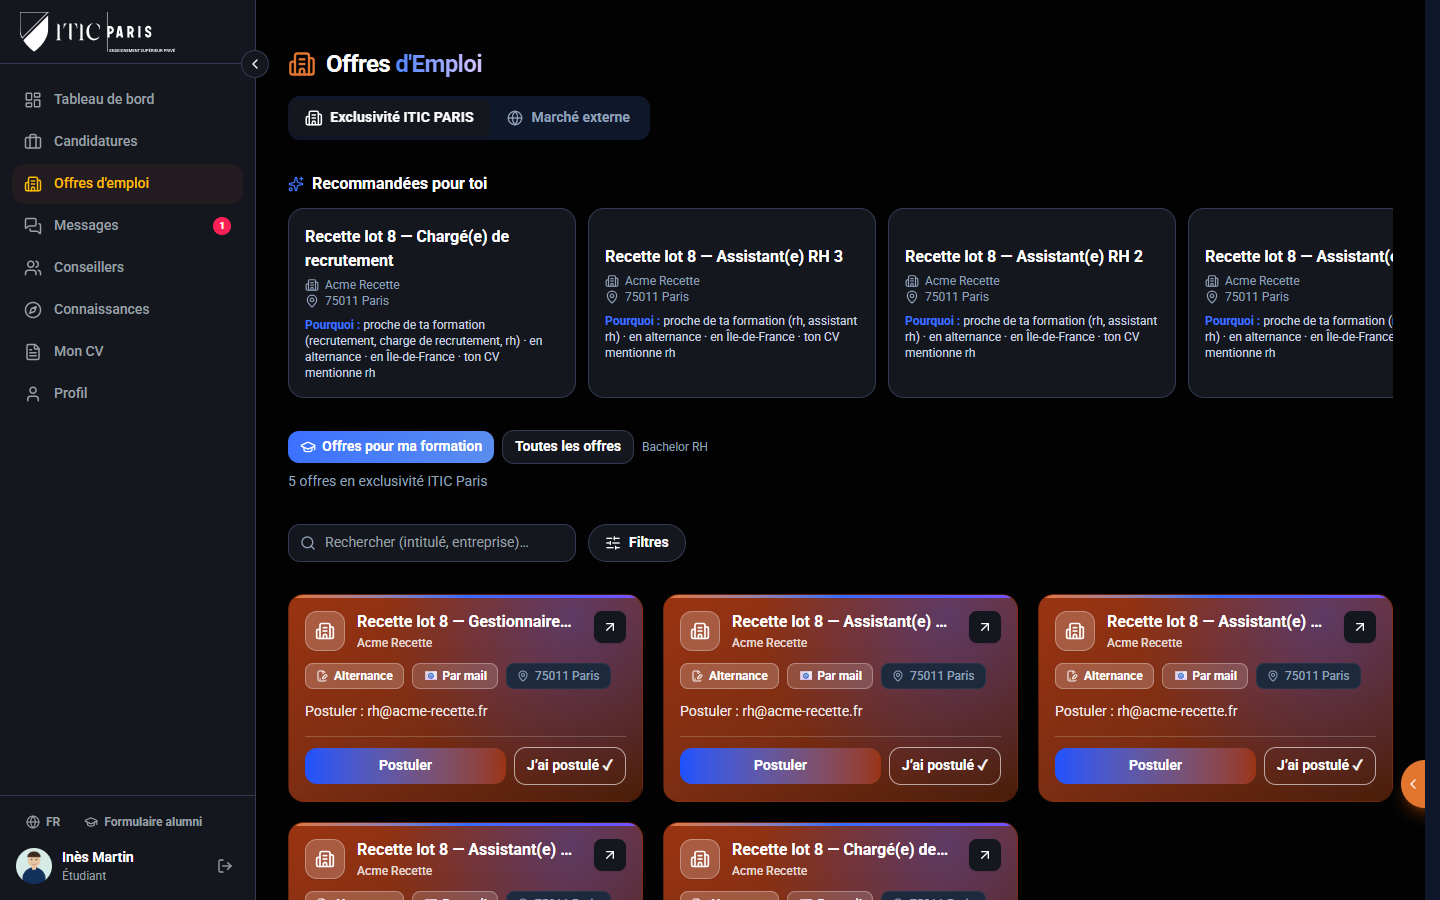 ITIC PARIS
ENSEIGNEMENT SUPÉRIEUR PRIVÉ
Tableau de bord
Candidatures
Offres d'emploi
Messages 1
Conseillers
Connaissances
Mon CV
Profil
FR Formulaire alumni
Inès Martin
Étudiant
Offres d'Emploi
Exclusivité ITIC PARIS Marché externe
Recommandées pour toi
Recette lot 8 — Chargé(e) de
recrutement
Acme Recette
75011 Paris
Pourquoi : proche de ta formation
(recrutement, charge de recrutement, rh) · en
alternance · en Île-de-France · ton CV
mentionne rh
Recette lot 8 — Assistant(e) RH 3
Acme Recette
75011 Paris
Pourquoi : proche de ta formation (rh, assistant
rh) · en alternance · en Île-de-France · ton CV
mentionne rh
Recette lot 8 — Assistant(e) RH 2
Acme Recette
75011 Paris
Pourquoi : proche de ta formation (rh, assistant
rh) · en alternance · en Île-de-France · ton CV
mentionne rh
Recette lot 8 — Assistant(e
Acme Recette
75011 Paris
Pourquoi : proche de ta formation (
rh) · en alternance · en Île-de-France
mentionne rh
Offres pour ma formation Toutes les offres Bachelor RH
5 offres en exclusivité ITIC Paris
Rechercher (intitulé, entreprise)... Filtres
Recette lot 8 — Gestionnaire...
Acme Recette
Alternance Par mail 75011 Paris
Postuler : rh@acme-recette.fr
Postuler J'ai postulé ✓
Recette lot 8 — Assistant(e) ...
Acme Recette
Alternance Par mail 75011 Paris
Postuler : rh@acme-recette.fr
Postuler J'ai postulé ✓
Recette lot 8 — Assistant(e) ...
Acme Recette
Alternance Par mail 75011 Paris
Postuler : rh@acme-recette.fr
Postuler J'ai postulé ✓
Recette lot 8 — Assistant(e) ...
Acme Recette
Recette lot 8 — Chargé(e) de...
Acme Recette